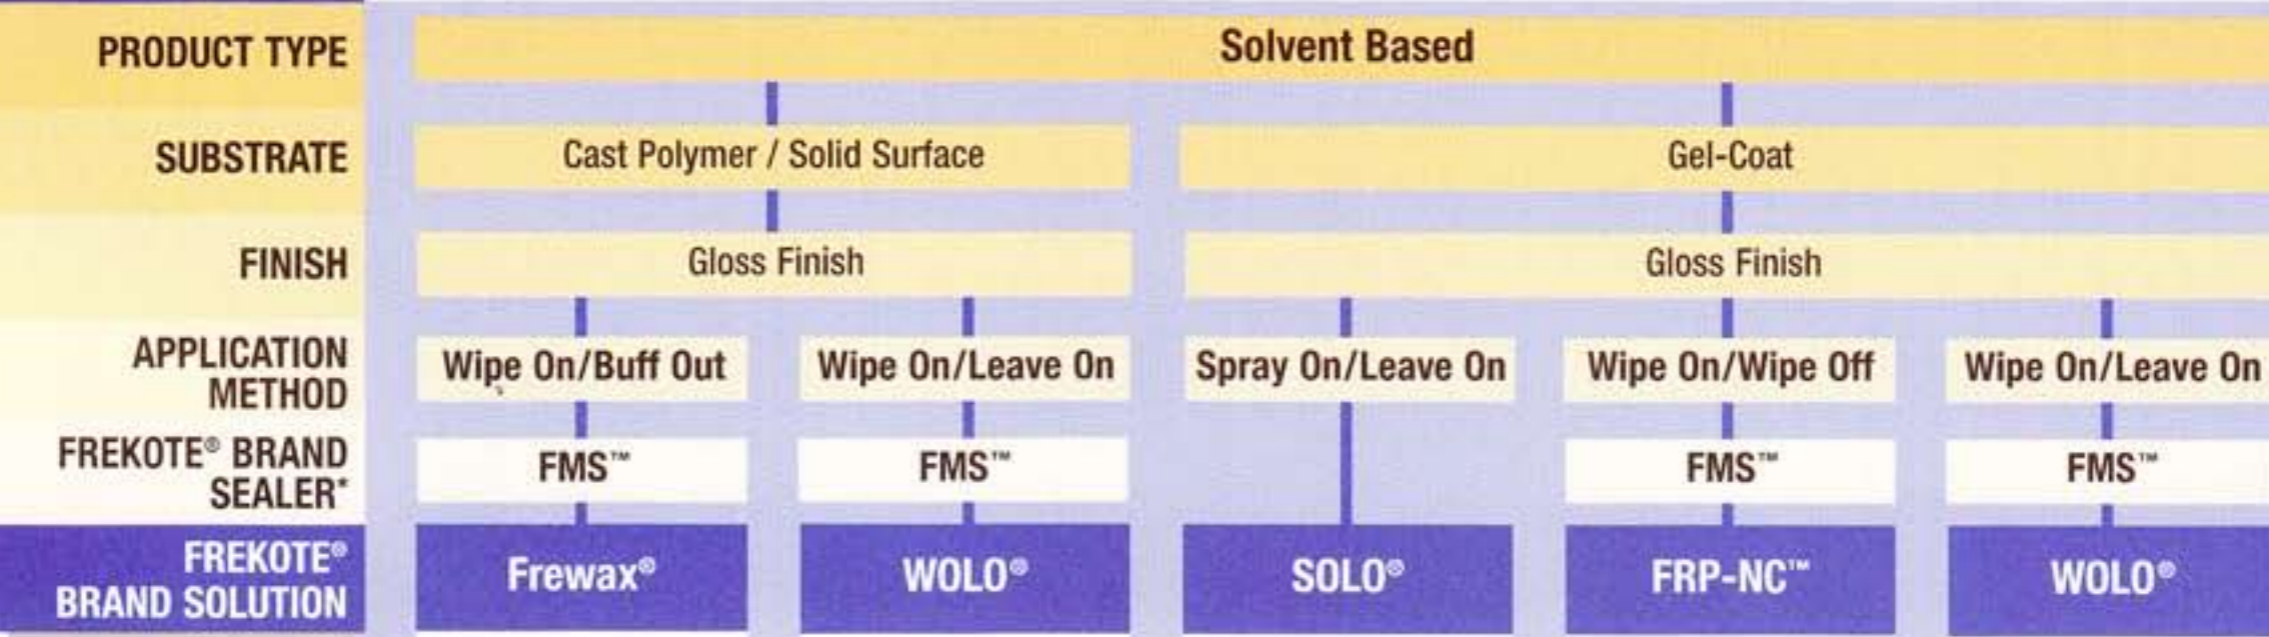 PRODUCT TYPE Solvent Based
SUBSTRATE Cast Polymer / Solid Surface Gel-Coat
FINISH Gloss Finish Gloss Finish
APPLICATION
METHOD Wipe On/Buff Out Wipe On/Leave On Spray On/Leave On Wipe On/Wipe Off Wipe On/Leave On
FREKOTE® BRAND
SEALER* FMS™ FMS™ FMS™ FMS™
FREKOTE®
BRAND SOLUTION Frewax® WOLO® SOLO® FRP-NC™ WOLO®